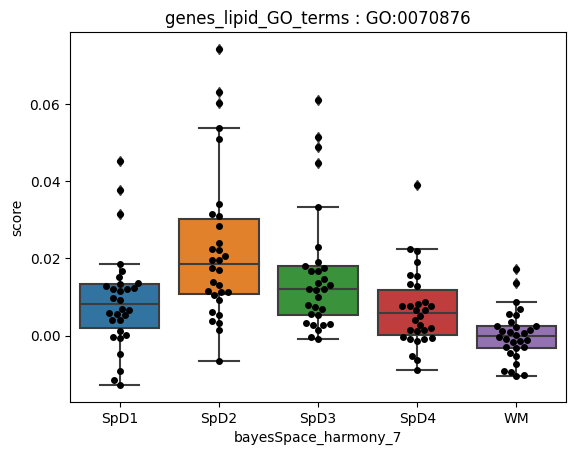 genes_lipid_GO_terms : GO:0070876
score
0.06
0.04
0.02
0.00
SpD1 SpD2 SpD3 SpD4 WM
bayesSpace_harmony_7